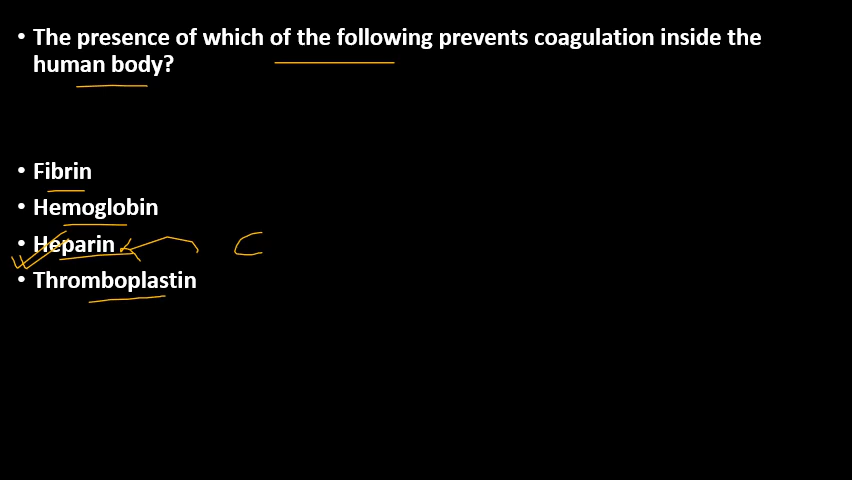 • The presence of which of the following prevents coagulation inside the
human body?
• Fibrin
• Hemoglobin
• Heparin C
• Thromboplastin